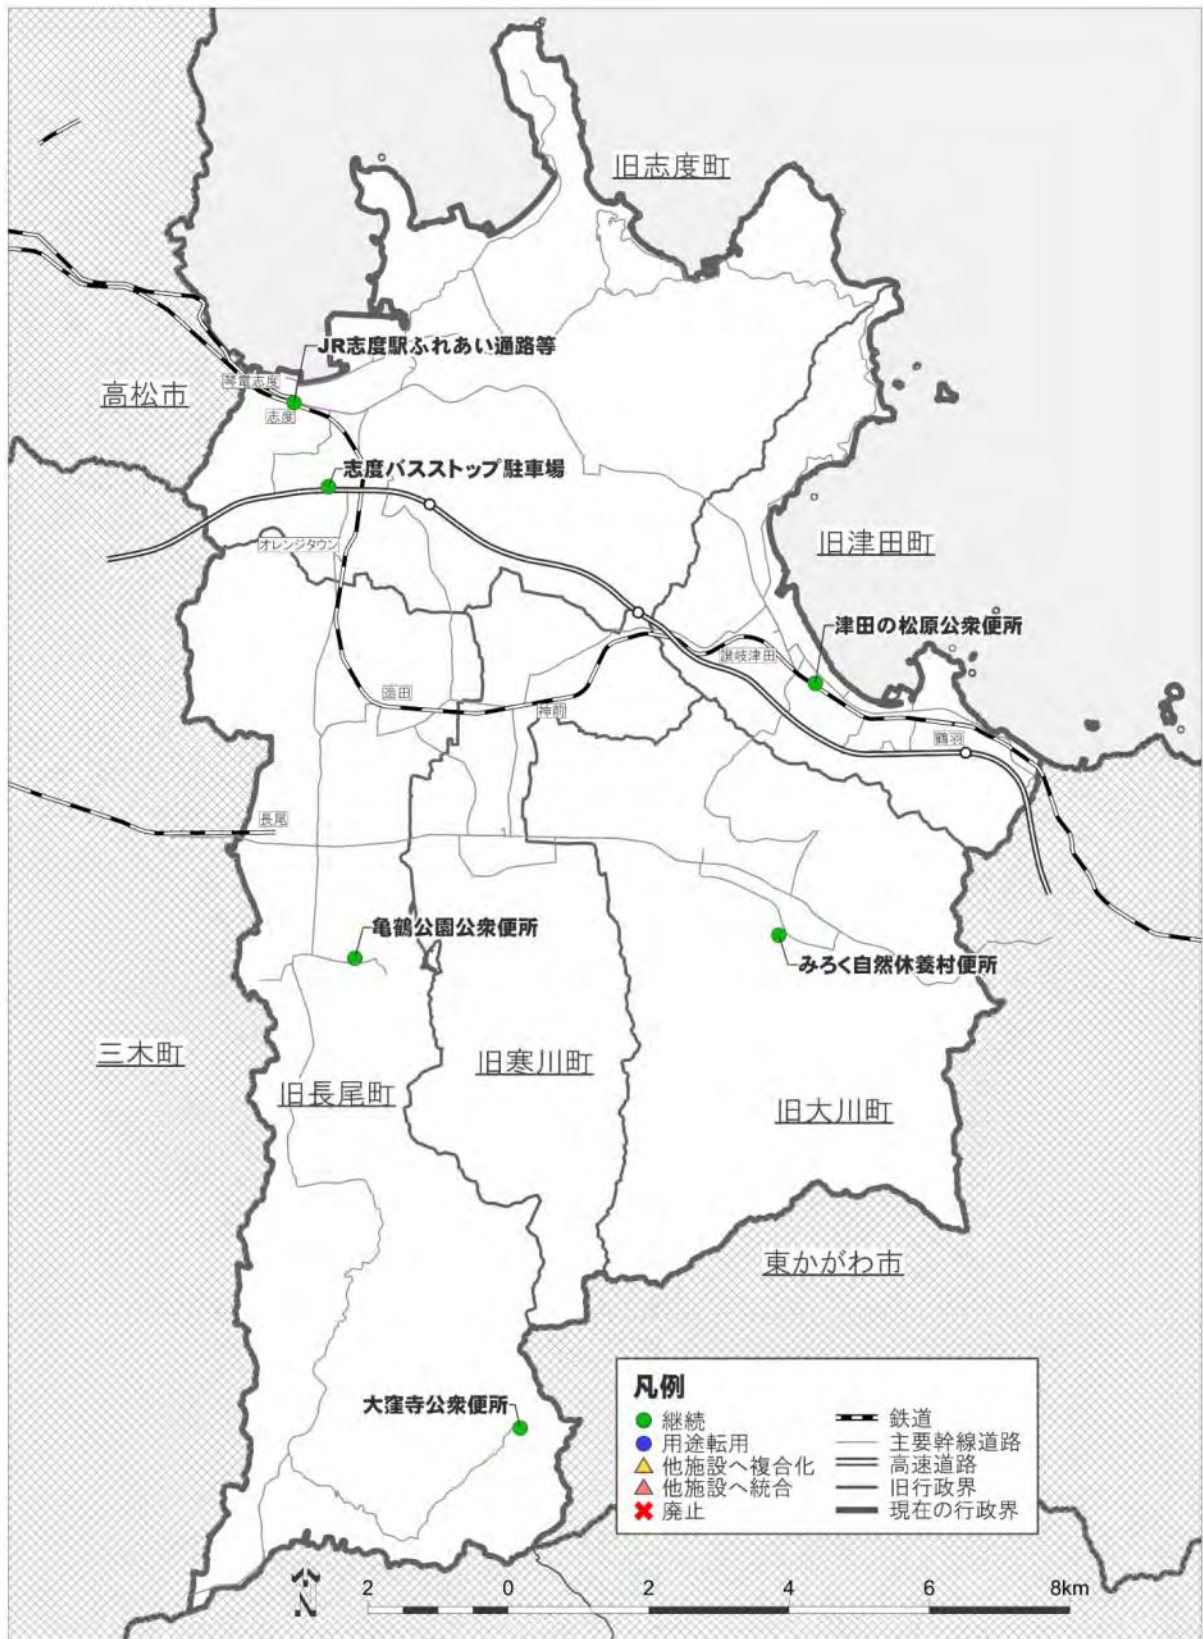 旧志度町
JR志度駅ふれあい通路等
琴電志度
高松市
志度
志度バスストップ駐車場
旧津田町
オレンジタウン
津田の松原公衆便所
讃岐津田
造田
神前
鶴羽
長尾
亀鶴公園公衆便所
みろく自然休養村便所
三木町
旧寒川町
旧長尾町
旧大川町
東かがわ市
大窪寺公衆便所
凡例
継続
用途転用
他施設へ複合化
他施設へ統合
廃止
鉄道
主要幹線道路
高速道路
旧行政界
現在の行政界
N
2 0 2 4 6 8km